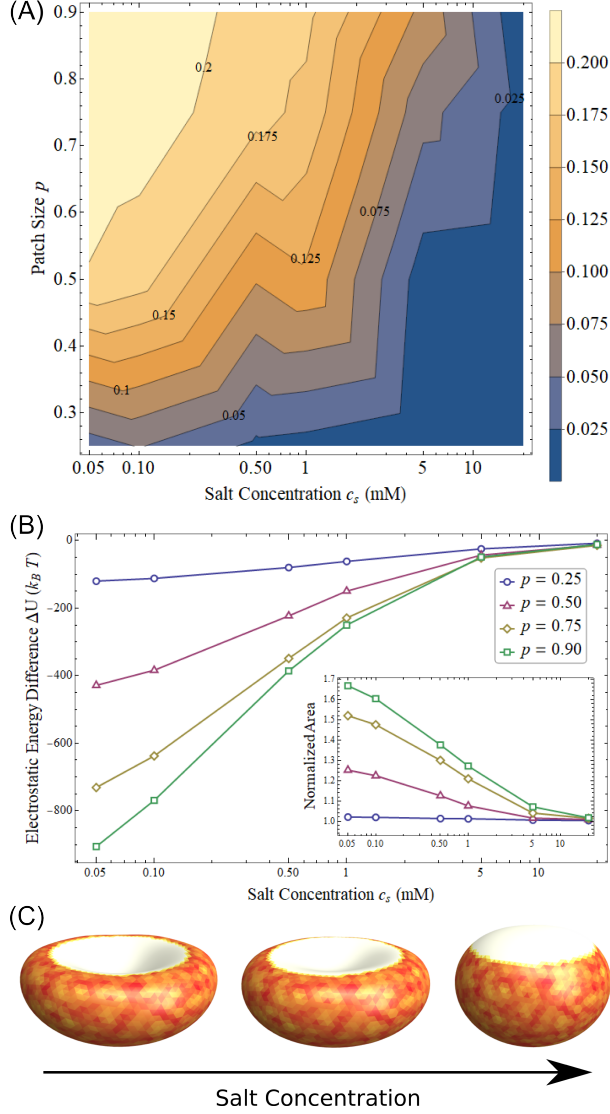 (A)
0.9
0.8
0.7
0.6
0.5
0.4
0.3
Patch Size p
0.2
0.175
0.15
0.125
0.1
0.075
0.05
0.025
0.05 0.10 0.50 1 5 10
Salt Concentration cs (mM)
0.200
0.175
0.150
0.125
0.100
0.075
0.050
0.025
(B)
0
-200
-400
-600
-800
Electrostatic Energy Difference ΔU (kB T)
p = 0.25
p = 0.50
p = 0.75
p = 0.90
1.7
1.6
1.5
1.4
1.3
1.2
1.1
1.0
Normalized Area
0.05 0.10 0.50 1 5 10
0.05 0.10 0.50 1 5 10
Salt Concentration cs (mM)
(C)
Salt Concentration